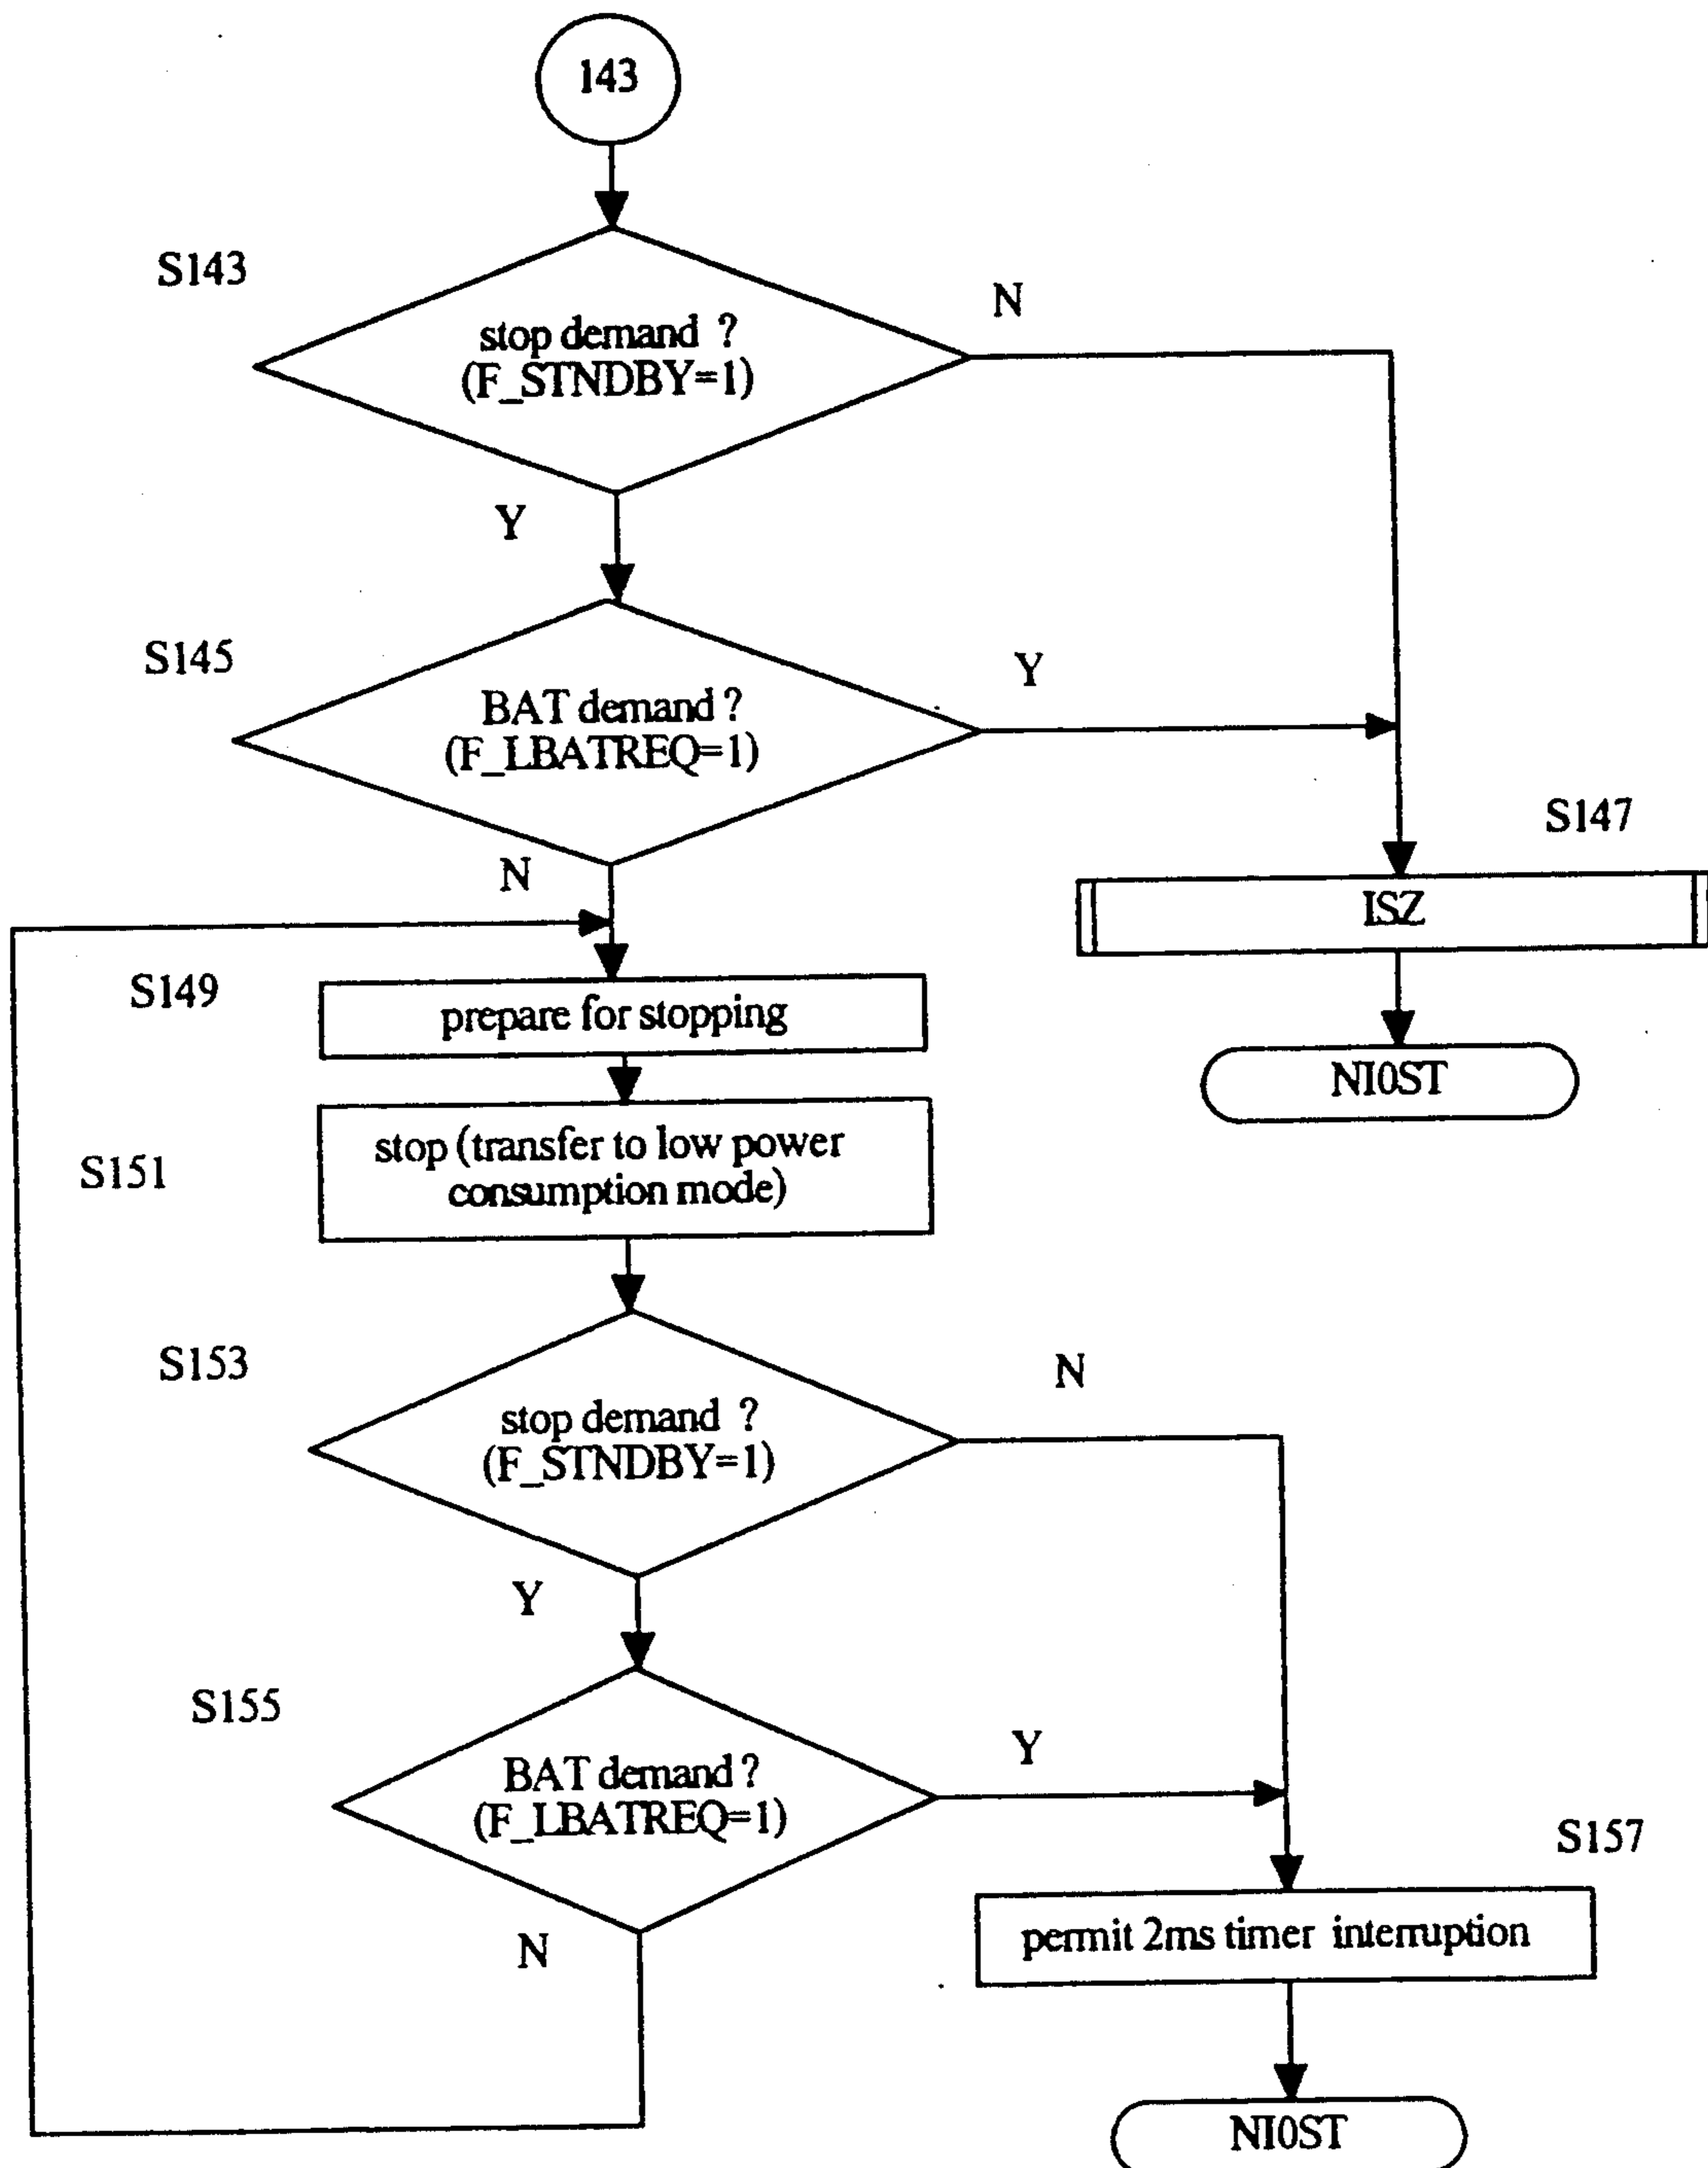 143
S143
stop demand ?
(F_STNDBY=1)
N
Y
S145
BAT demand ?
(F_LBATREQ=1)
Y
N
S147
ISZ
NI0ST
S149
prepare for stopping
S151
stop (transfer to low power
consumption mode)
S153
stop demand ?
(F_STNDBY=1)
N
Y
S155
BAT demand ?
(F_LBATREQ=1)
Y
N
S157
permit 2ms timer interruption
NI0ST